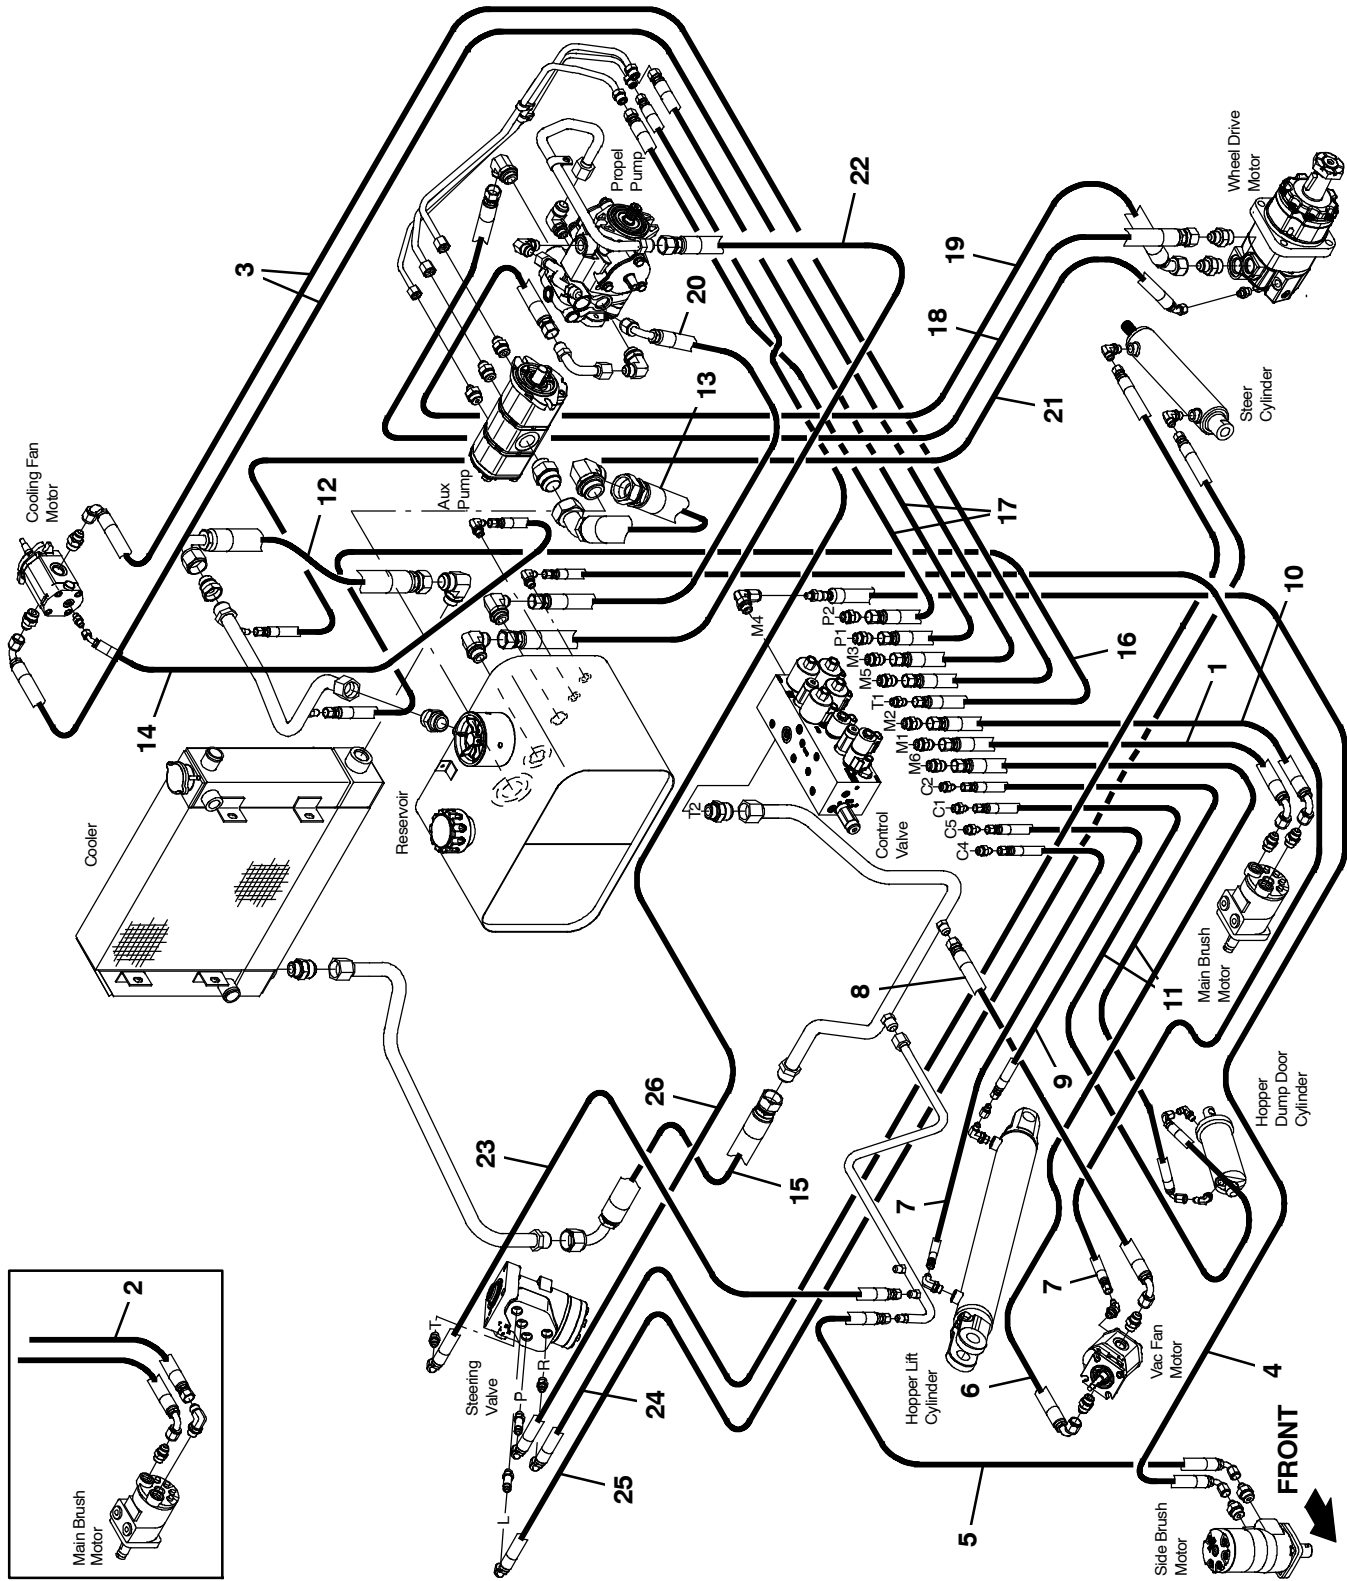 Main Brush
Motor
2
Side Brush
Motor
FRONT
5
4
25
24
L
P
R
T
Steering
Valve
23
26
15
6
7
7
Hopper Lift
Cylinder
Vac Fan
Motor
8
9
11
Hopper
Dump Door
Cylinder
Main Brush
Motor
Cooler
Reservoir
T2
Control
Valve
C4
C5
C1
C2
M6
M1
M2
T1
M5
M3
P1
P2
M4
1
10
16
17
14
12
13
3
Cooling Fan
Motor
Aux
Pump
Propel
Pump
20
22
18
19
21
Steer
Cylinder
Wheel Drive
Motor